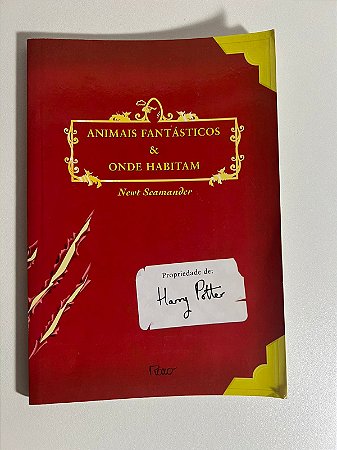 ANIMAIS FANTÁSTICOS
&
ONDE HABITAM
Newt Scamander
Propriedade de:
Harry Potter
Rocco